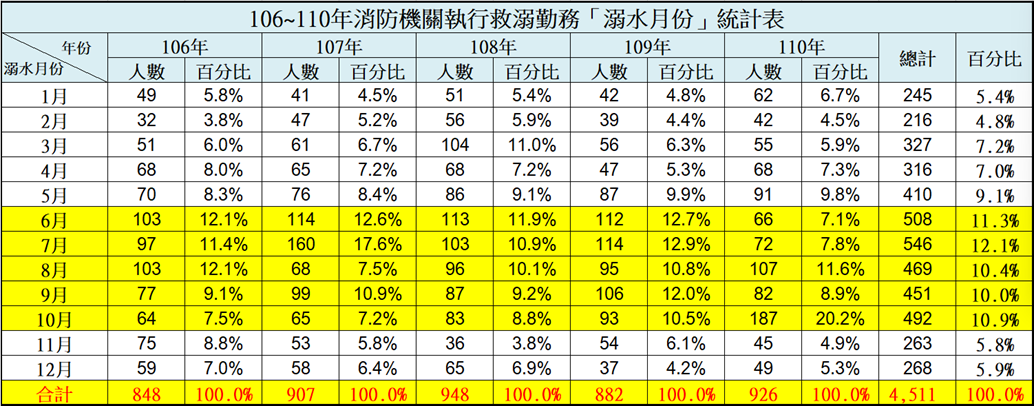 106~110年消防機關執行救溺勤務「溺水月份」統計表
年份 106年 107年 108年 109年 110年 總計 百分比
溺水月份 人數 百分比 人數 百分比 人數 百分比 人數 百分比 人數 百分比
1月 49 5.8% 41 4.5% 51 5.4% 42 4.8% 62 6.7% 245 5.4%
2月 32 3.8% 47 5.2% 56 5.9% 39 4.4% 42 4.5% 216 4.8%
3月 51 6.0% 61 6.7% 104 11.0% 56 6.3% 55 5.9% 327 7.2%
4月 68 8.0% 65 7.2% 68 7.2% 47 5.3% 68 7.3% 316 7.0%
5月 70 8.3% 76 8.4% 86 9.1% 87 9.9% 91 9.8% 410 9.1%
6月 103 12.1% 114 12.6% 113 11.9% 112 12.7% 66 7.1% 508 11.3%
7月 97 11.4% 160 17.6% 103 10.9% 114 12.9% 72 7.8% 546 12.1%
8月 103 12.1% 68 7.5% 96 10.1% 95 10.8% 107 11.6% 469 10.4%
9月 77 9.1% 99 10.9% 87 9.2% 106 12.0% 82 8.9% 451 10.0%
10月 64 7.5% 65 7.2% 83 8.8% 93 10.5% 187 20.2% 492 10.9%
11月 75 8.8% 53 5.8% 36 3.8% 54 6.1% 45 4.9% 263 5.8%
12月 59 7.0% 58 6.4% 65 6.9% 37 4.2% 49 5.3% 268 5.9%
合計 848 100.0% 907 100.0% 948 100.0% 882 100.0% 926 100.0% 4,511 100.0%